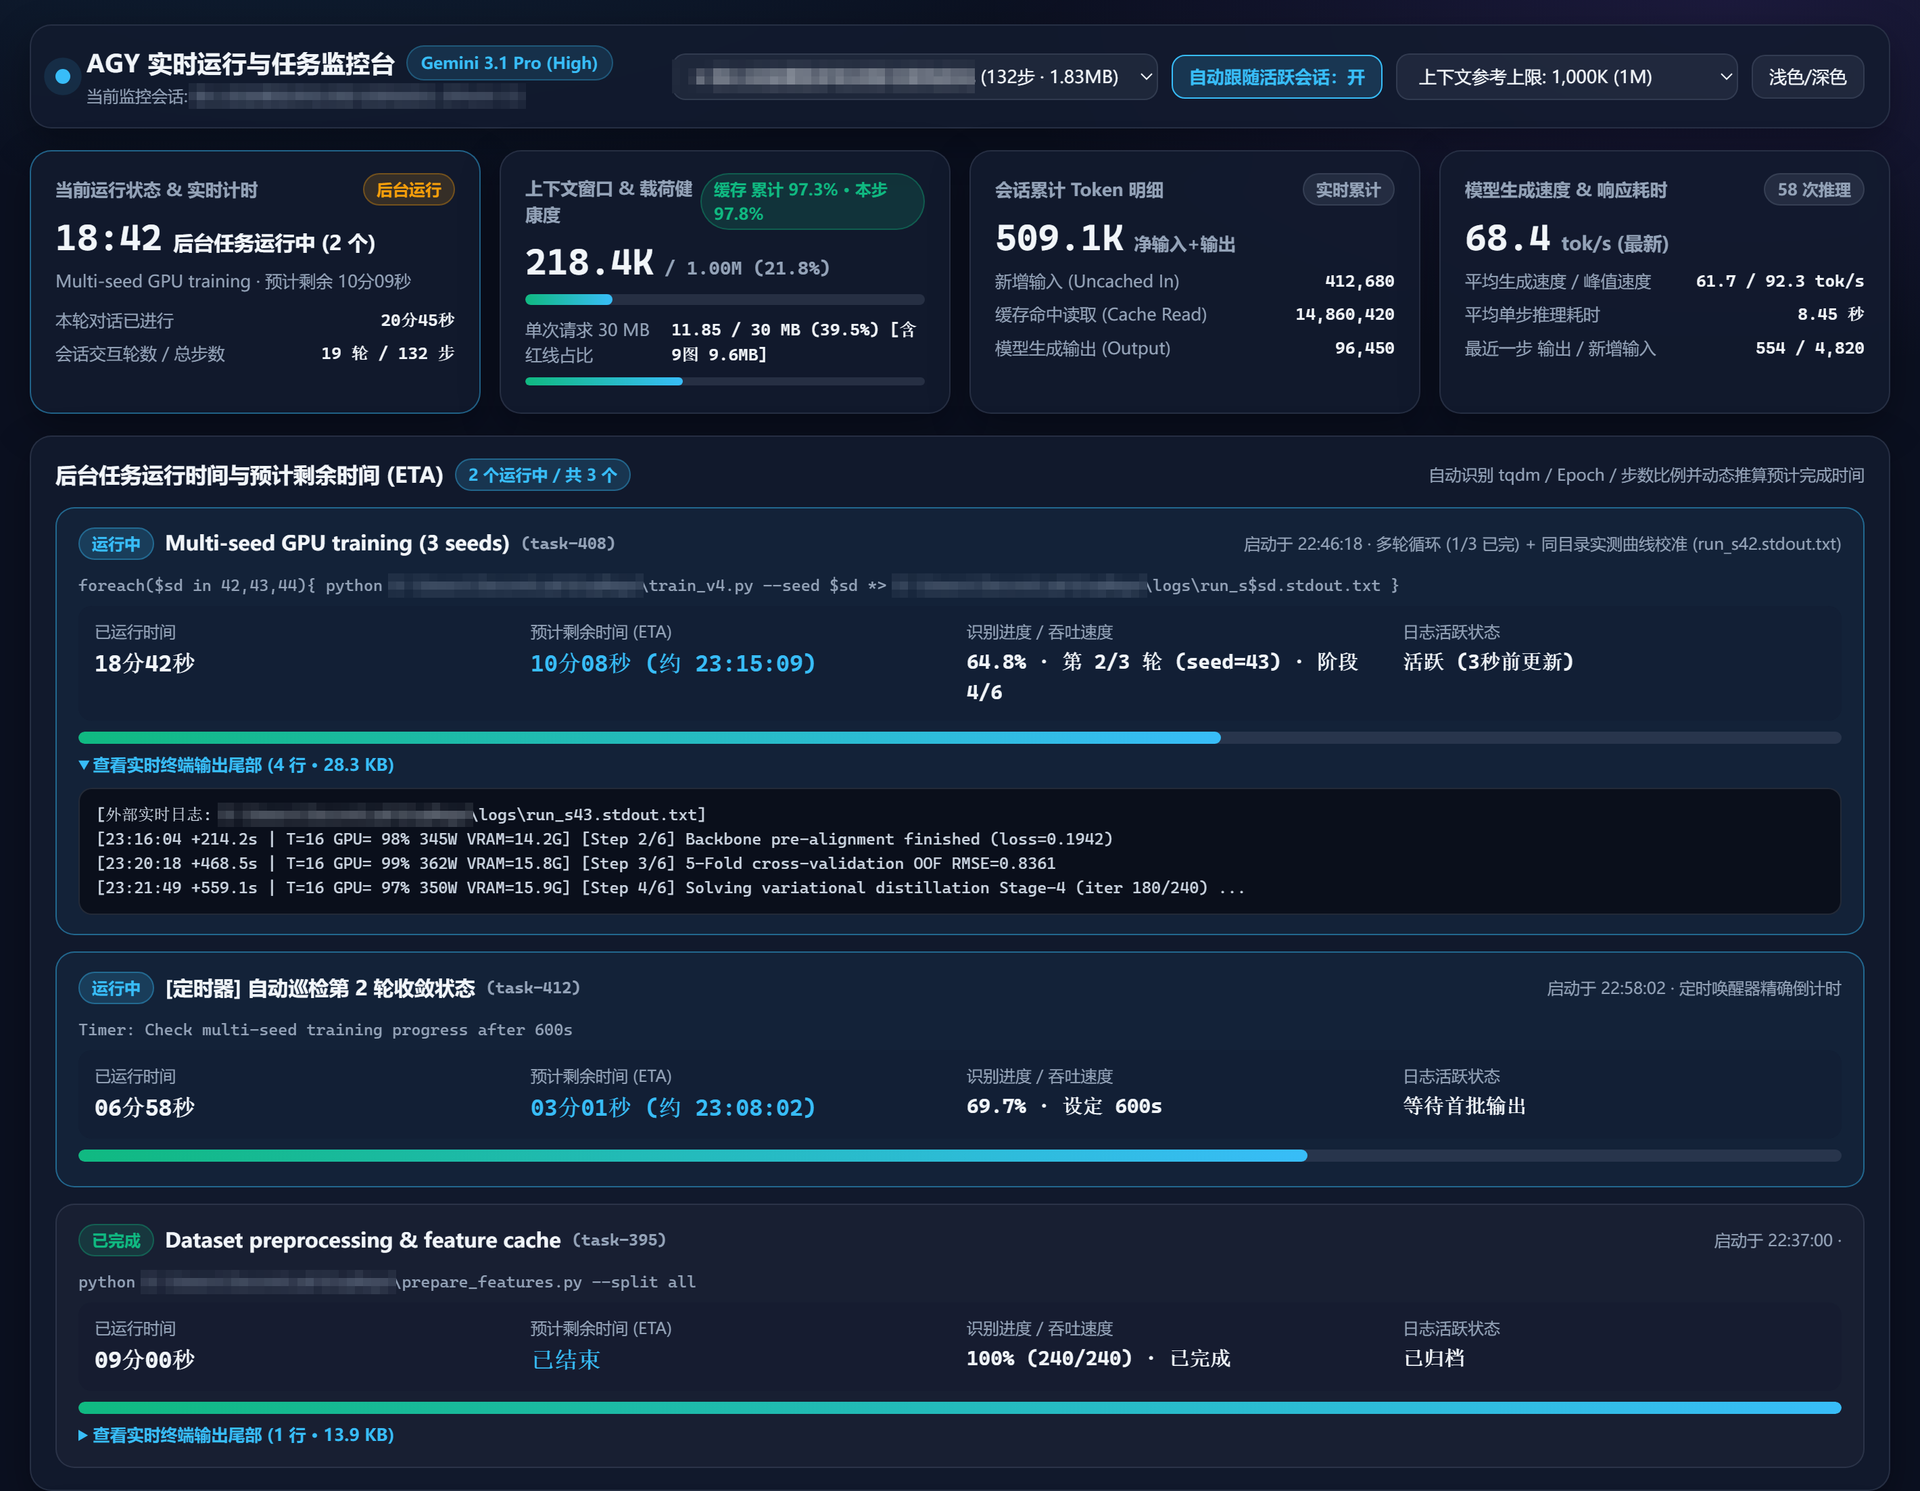 AGY 实时运行与任务监控台
Gemini 3.1 Pro (High)
当前监控会话:
(132步 · 1.83MB)
自动跟随活跃会话: 开
上下文参考上限: 1,000K (1M)
浅色/深色
当前运行状态 & 实时计时
后台运行
18:42 后台任务运行中 (2 个)
Multi-seed GPU training · 预计剩余 10分09秒
本轮对话已进行 20分45秒
会话交互轮数 / 总步数 19 轮 / 132 步
上下文窗口 & 载荷健
康度
缓存 累计 97.3% • 本步
97.8%
218.4K / 1.00M (21.8%)
单次请求 30 MB
红线占比
11.85 / 30 MB (39.5%) [含
9图 9.6MB]
会话累计 Token 明细
实时累计
509.1K 净输入+输出
新增输入 (Uncached In) 412,680
缓存命中读取 (Cache Read) 14,860,420
模型生成输出 (Output) 96,450
模型生成速度 & 响应耗时
58 次推理
68.4 tok/s (最新)
平均生成速度 / 峰值速度 61.7 / 92.3 tok/s
平均单步推理耗时 8.45 秒
最近一步 输出 / 新增输入 554 / 4,820
后台任务运行时间与预计剩余时间 (ETA)
2 个运行中 / 共 3 个
自动识别 tqdm / Epoch / 步数比例并动态推算预计完成时间
运行中 Multi-seed GPU training (3 seeds) (task-408)
启动于 22:46:18 · 多轮循环 (1/3 已完) + 同目录实测曲线校准 (run_s42.stdout.txt)
foreach($sd in 42,43,44){ python \train_v4.py --seed $sd *> \logs\run_s$sd.stdout.txt }
已运行时间
18分42秒
预计剩余时间 (ETA)
10分08秒 (约 23:15:09)
识别进度 / 吞吐速度
64.8% · 第 2/3 轮 (seed=43) · 阶段
4/6
日志活跃状态
活跃 (3秒前更新)
▼查看实时终端输出尾部 (4 行 • 28.3 KB)
[外部实时日志: \logs\run_s43.stdout.txt]
[23:16:04 +214.2s | T=16 GPU= 98% 345W VRAM=14.2G] [Step 2/6] Backbone pre-alignment finished (loss=0.1942)
[23:20:18 +468.5s | T=16 GPU= 99% 362W VRAM=15.8G] [Step 3/6] 5-Fold cross-validation OOF RMSE=0.8361
[23:21:49 +559.1s | T=16 GPU= 97% 350W VRAM=15.9G] [Step 4/6] Solving variational distillation Stage-4 (iter 180/240) ...
运行中 [定时器] 自动巡检第 2 轮收敛状态 (task-412)
启动于 22:58:02 · 定时唤醒器精确倒计时
Timer: Check multi-seed training progress after 600s
已运行时间
06分58秒
预计剩余时间 (ETA)
03分01秒 (约 23:08:02)
识别进度 / 吞吐速度
69.7% · 设定 600s
日志活跃状态
等待首批输出
已完成 Dataset preprocessing & feature cache (task-395)
启动于 22:37:00 ·
python \prepare_features.py --split all
已运行时间
09分00秒
预计剩余时间 (ETA)
已结束
识别进度 / 吞吐速度
100% (240/240) · 已完成
日志活跃状态
已归档
▶查看实时终端输出尾部 (1 行 • 13.9 KB)